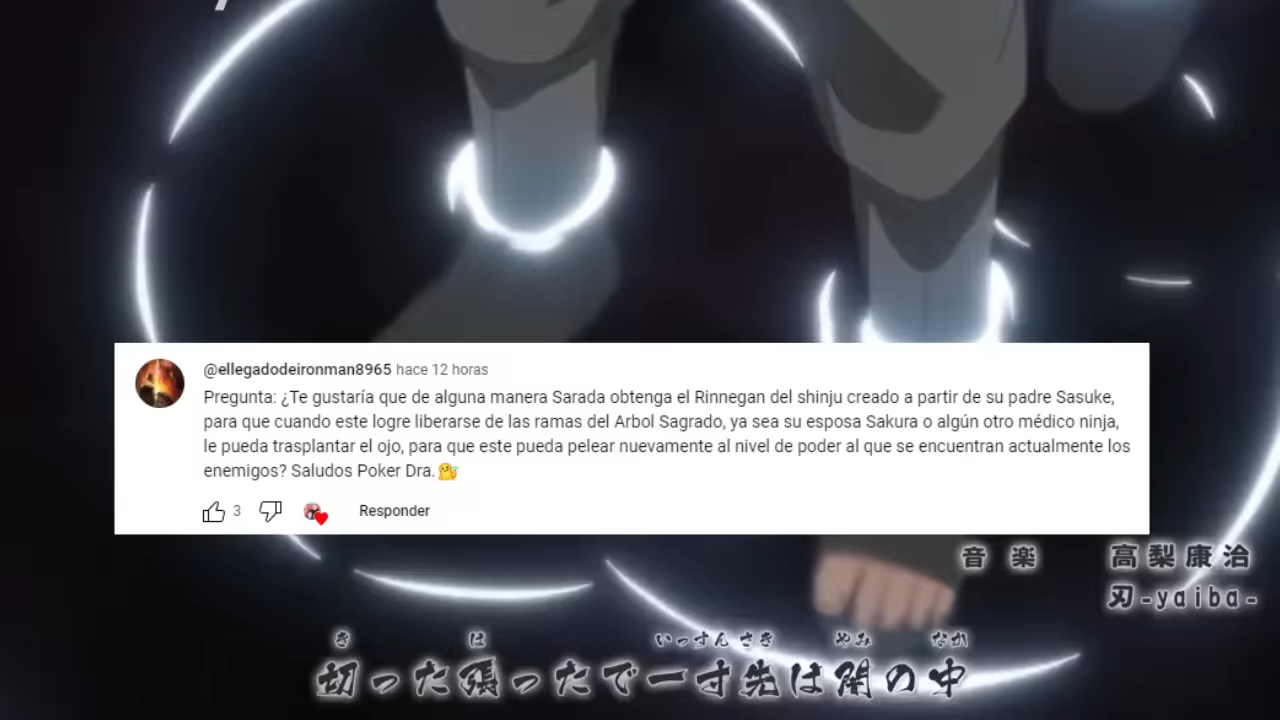 @ellegadodeironman8965 hace 12 horas
Pregunta: ¿Te gustaría que de alguna manera Sarada obtenga el Rinnegan del shinju creado a partir de su padre Sasuke,
para que cuando este logre liberarse de las ramas del Arbol Sagrado, ya sea su esposa Sakura o algún otro médico ninja,
le pueda trasplantar el ojo, para que este pueda pelear nuevamente al nivel de poder al que se encuentran actualmente los
enemigos? Saludos Poker Dra.
3 Responder
音楽 高梨康治
刃-yaiba-
き は いっすん さき やみ なか
切った張ったで一寸先は闇の中